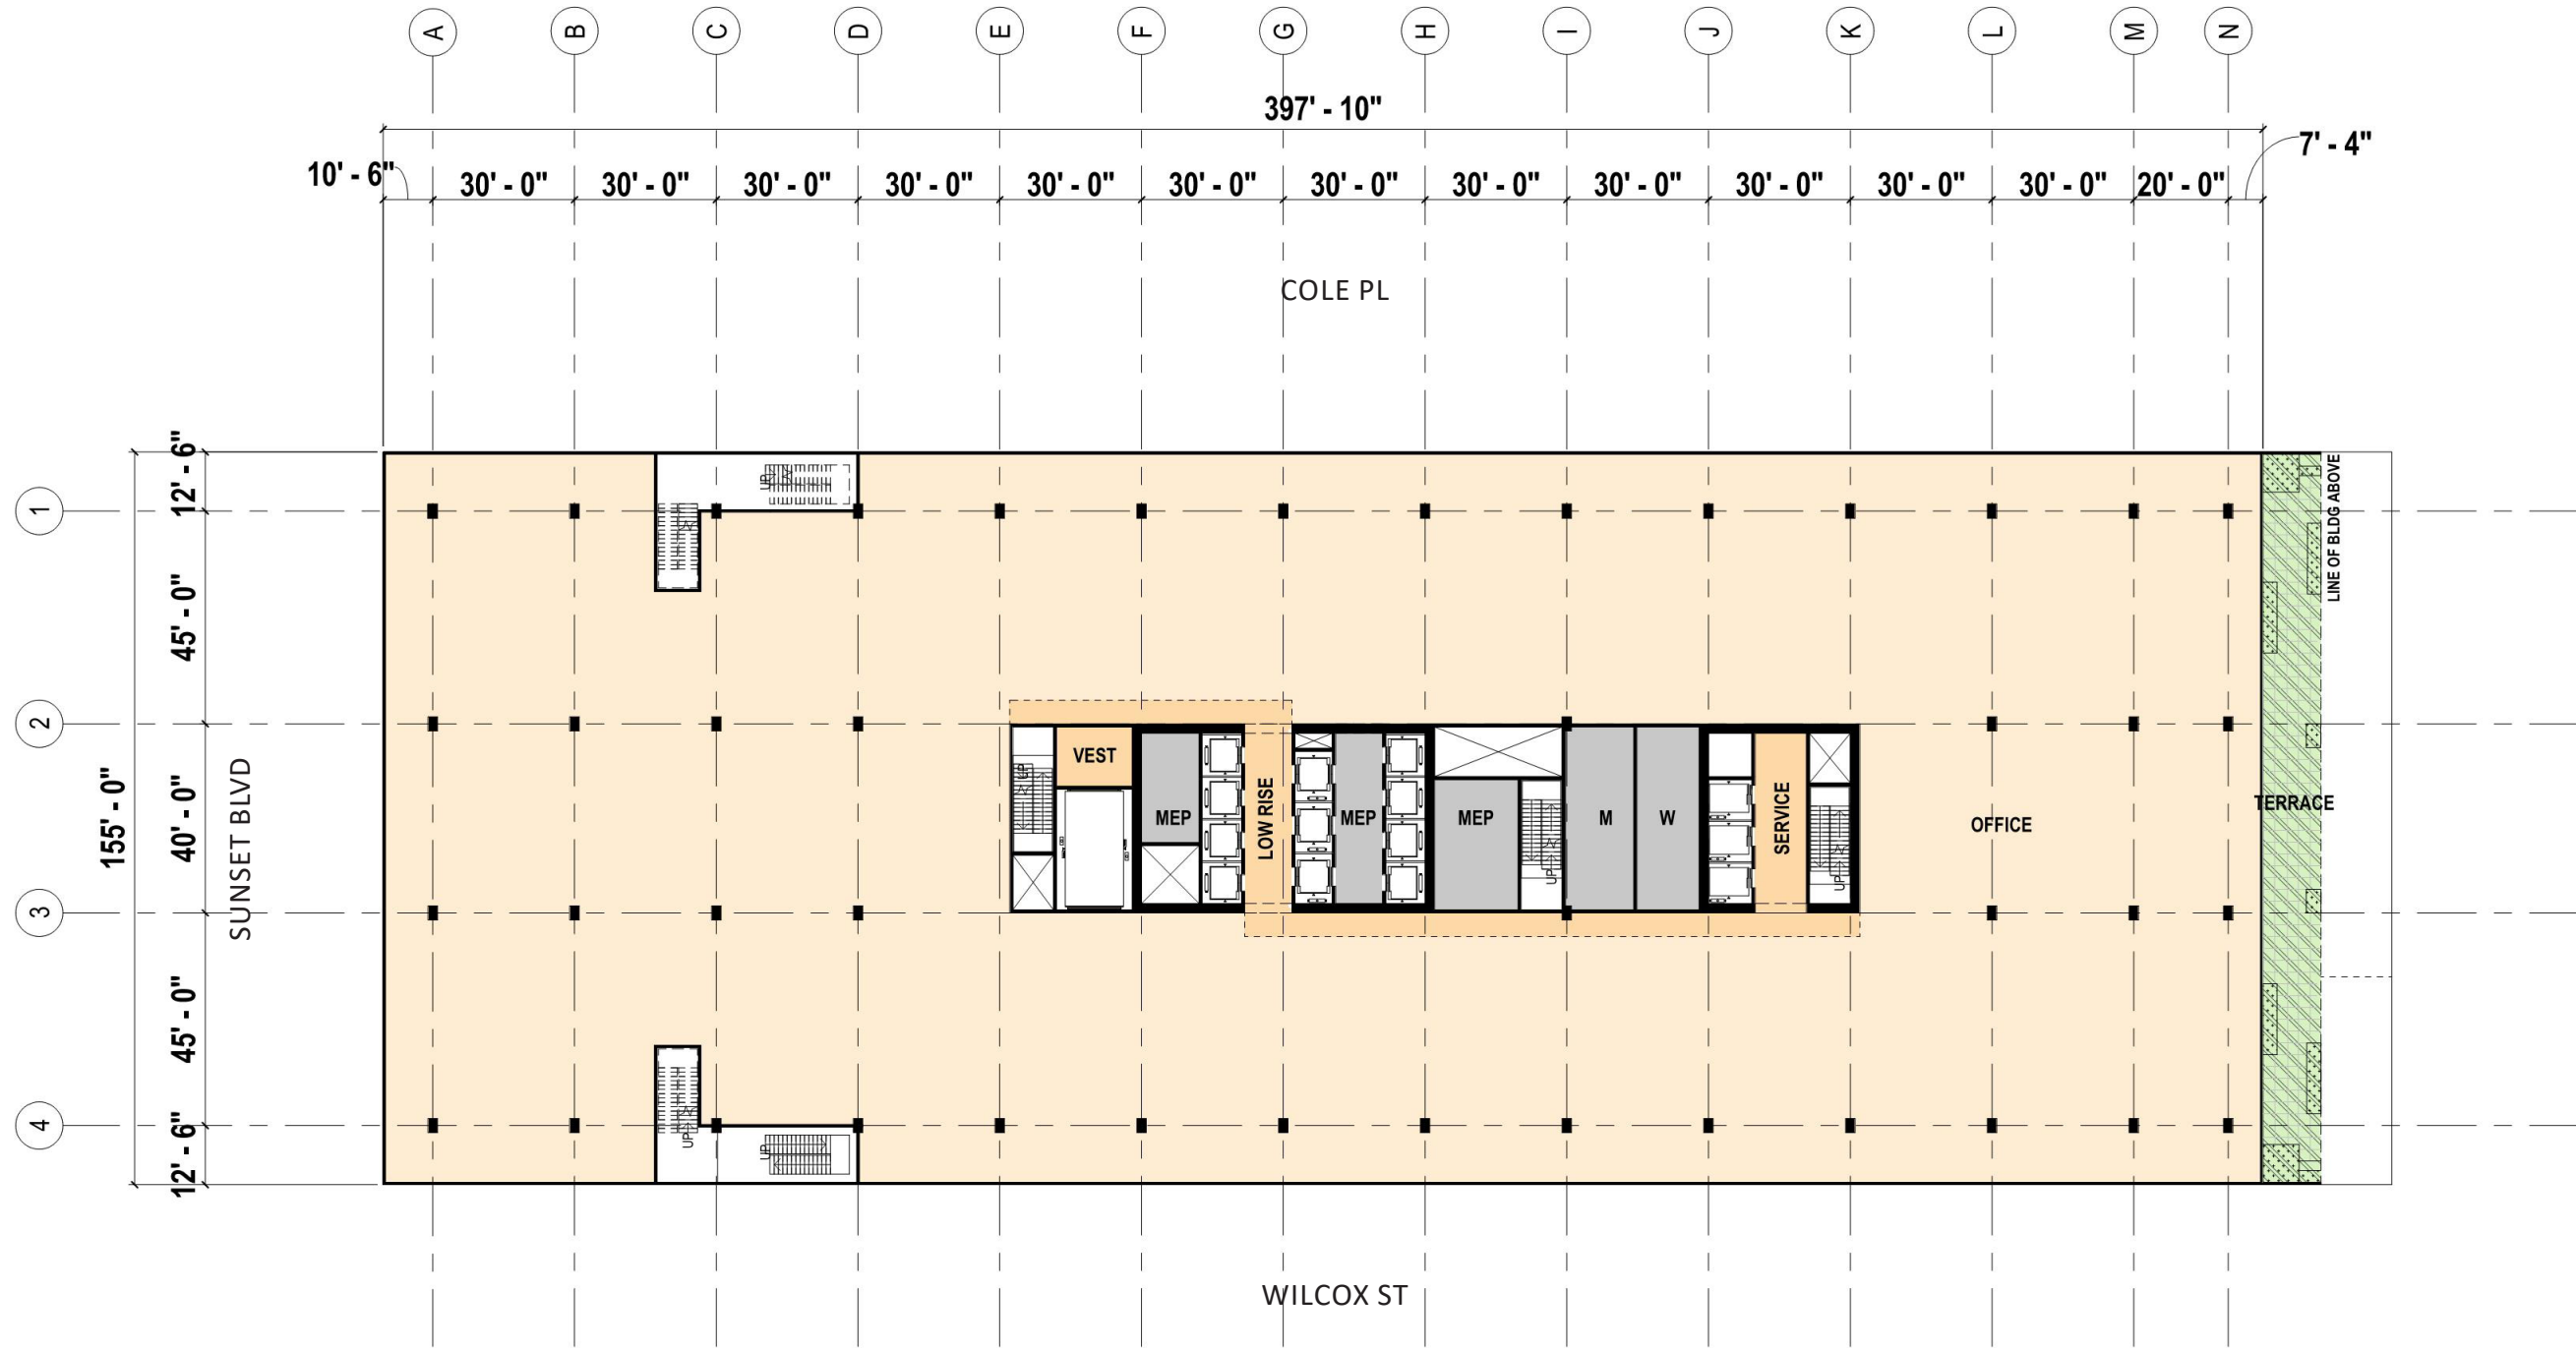 A
B
C
D
E
F
G
H
I
J
K
L
M
N
397' - 10"
7' - 4"
10' - 6"
30' - 0"
30' - 0"
30' - 0"
30' - 0"
30' - 0"
30' - 0"
30' - 0"
30' - 0"
30' - 0"
30' - 0"
30' - 0"
30' - 0"
20' - 0"
COLE PL
1
2
3
4
12' - 6"
45' - 0"
40' - 0"
45' - 0"
12' - 6"
155' - 0"
SUNSET BLVD
UP
UP
VEST
MEP
LOW RISE
MEP
MEP
UP
M
W
SERVICE
UP
OFFICE
TERRACE
LINE OF BLDG ABOVE
UP
UP
WILCOX ST